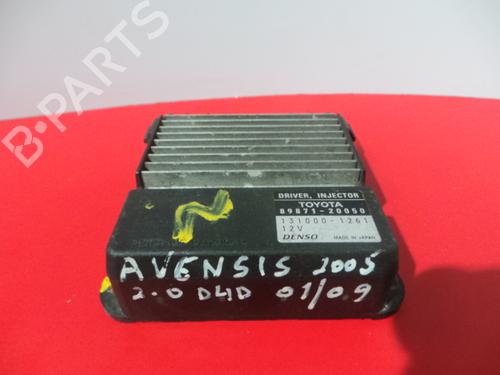 B-PARTS
DRIVER, INJECTOR
TOYOTA
89871-20050
131000-1261
12V
DENSO MADE IN JAPAN
AVENSIS 2005
2.0 D4D 01/09